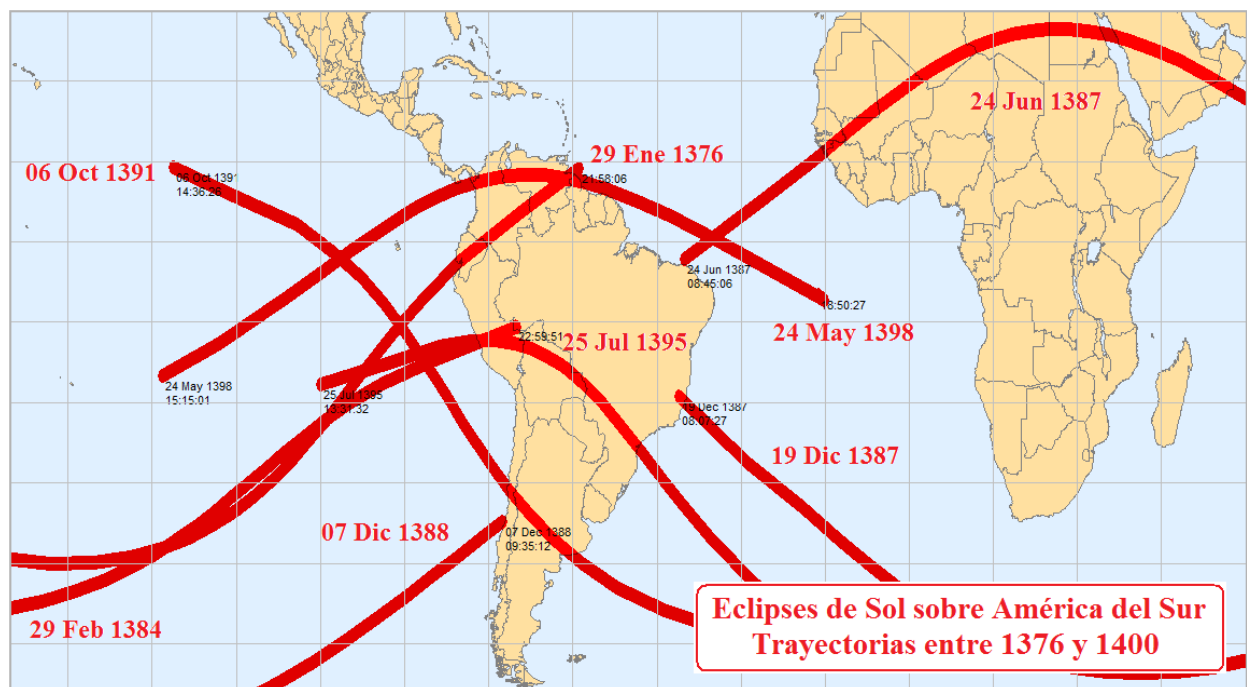 24 Jun 1387
29 Ene 1376
06 Oct 1391
06 Oct 1391
14:36:26
21:58:06
24 Jun 1387
08:45:06
18:50:27
24 May 1398
22:59:51
25 Jul 1395
24 May 1398
15:15:01
25 Jul 1395
13:31:32
19 Dec 1387
08:07:27
19 Dic 1387
07 Dic 1388
07 Dec 1388
09:35:12
29 Feb 1384
Eclipses de Sol sobre América del Sur
Trayectorias entre 1376 y 1400